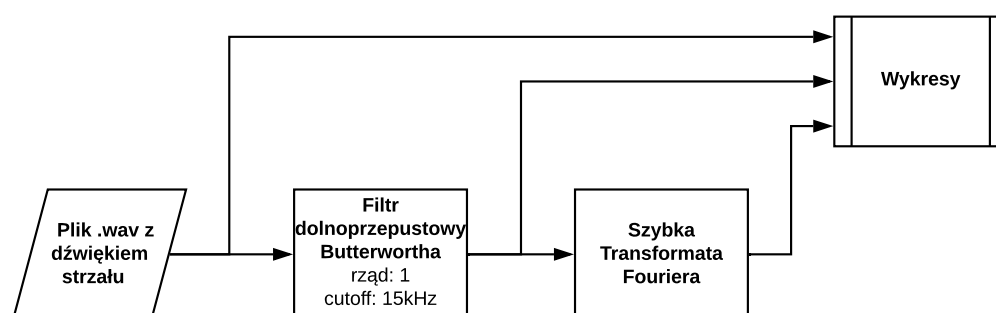 Wykresy
Plik .wav z
dźwiękiem
strzału
Filtr
dolnoprzepustowy
Butterwortha
rząd: 1
cutoff: 15kHz
Szybka
Transformata
Fouriera